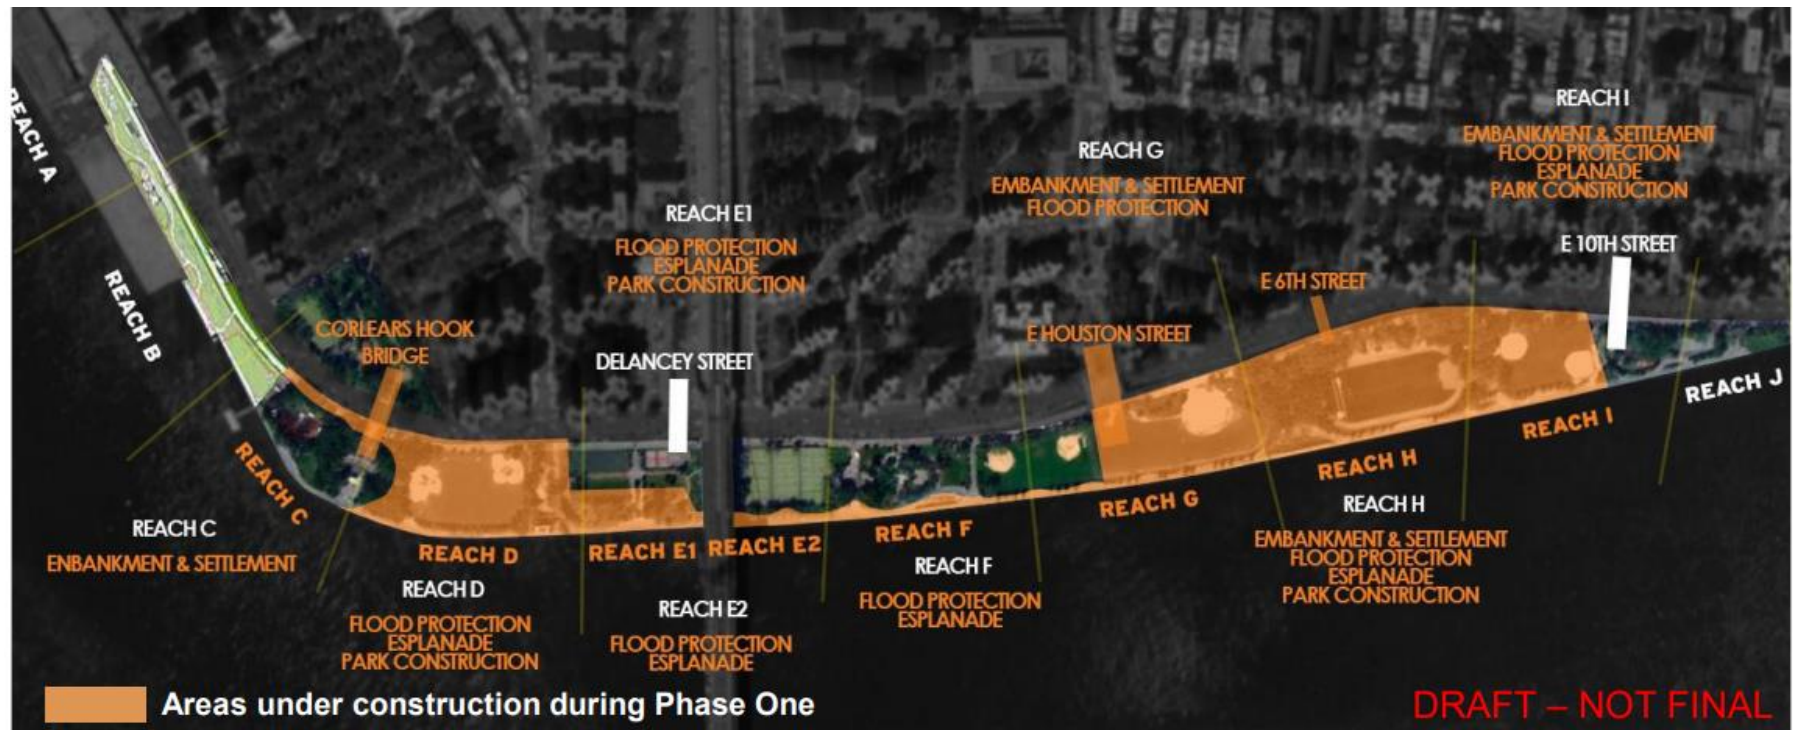 REACH A
REACH B
REACH C
ENBANKMENT & SETTLEMENT
REACH C
CORLEARS HOOK
BRIDGE
REACH D
REACH D
FLOOD PROTECTION
ESPLANADE
PARK CONSTRUCTION
REACH E1
FLOOD PROTECTION
ESPLANADE
PARK CONSTRUCTION
DELANCEY STREET
REACH E1
REACH E2
REACH E2
FLOOD PROTECTION
ESPLANADE
REACH F
REACH F
FLOOD PROTECTION
ESPLANADE
REACH G
EMBANKMENT & SETTLEMENT
FLOOD PROTECTION
E HOUSTON STREET
REACH G
E 6TH STREET
REACH H
REACH H
EMBANKMENT & SETTLEMENT
FLOOD PROTECTION
ESPLANADE
PARK CONSTRUCTION
REACH I
EMBANKMENT & SETTLEMENT
FLOOD PROTECTION
ESPLANADE
PARK CONSTRUCTION
E 10TH STREET
REACH I
REACH J
Areas under construction during Phase One
DRAFT – NOT FINAL